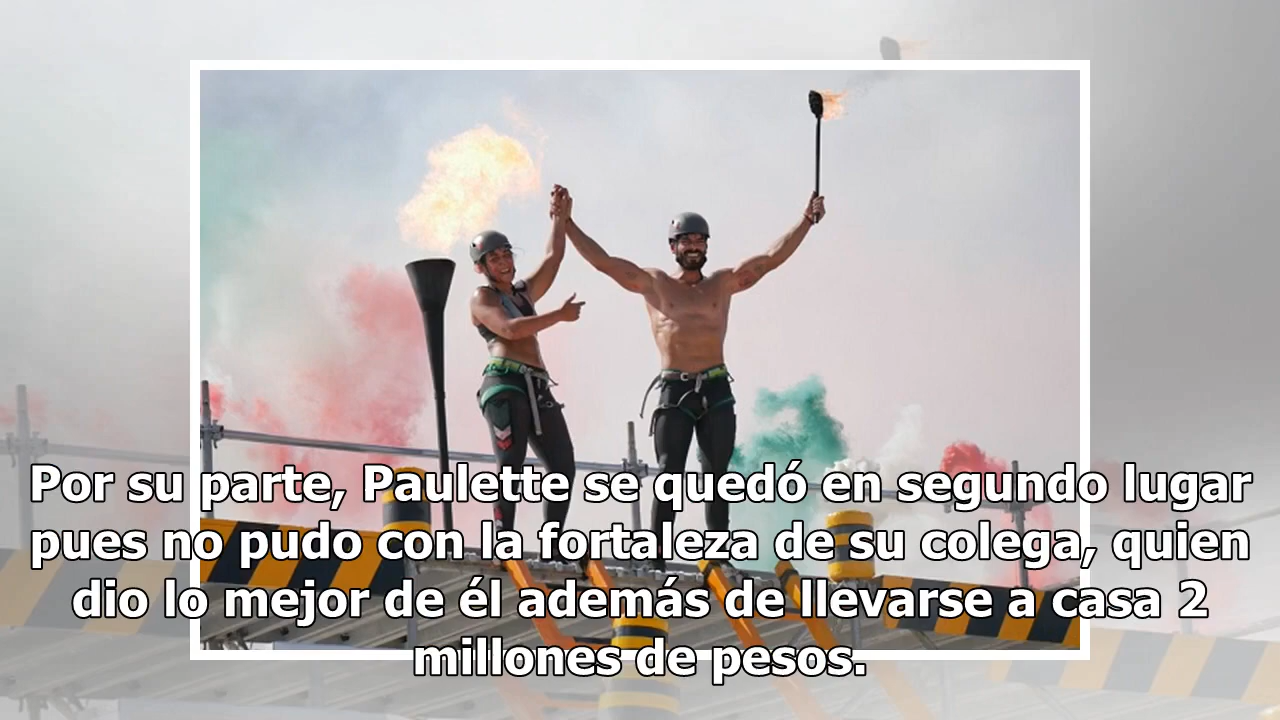 Por su parte, Paulette se quedó en segundo lugar
pues no pudo con la fortaleza de su colega, quien
dio lo mejor de él además de llevarse a casa 2
millones de pesos.